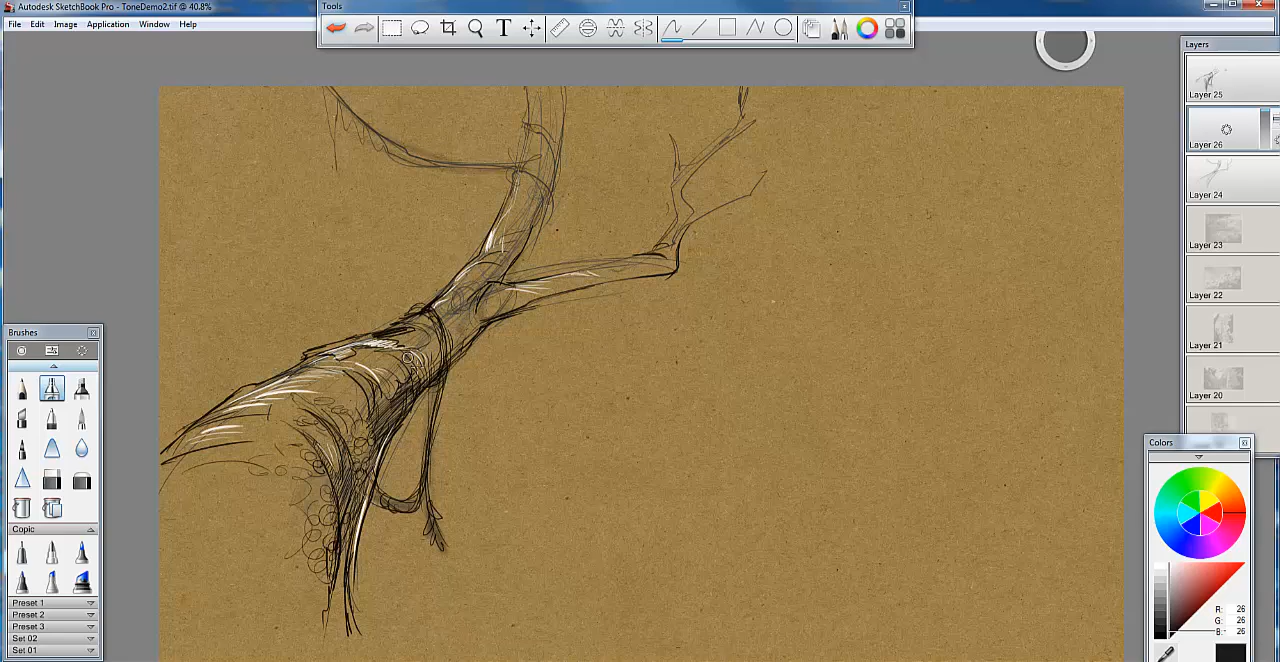 Autodesk SketchBook Pro - ToneDemo2.tif @ 40.8%
File Edit Image Application Window Help
Tools
T
Layers
Layer 25
Layer 26
Layer 24
Layer 23
Layer 22
Layer 21
Layer 20
Brushes
Copic
Preset 1
Preset 2
Preset 3
Set 02
Set 01
Colors
R: 26
G: 26
B: 26